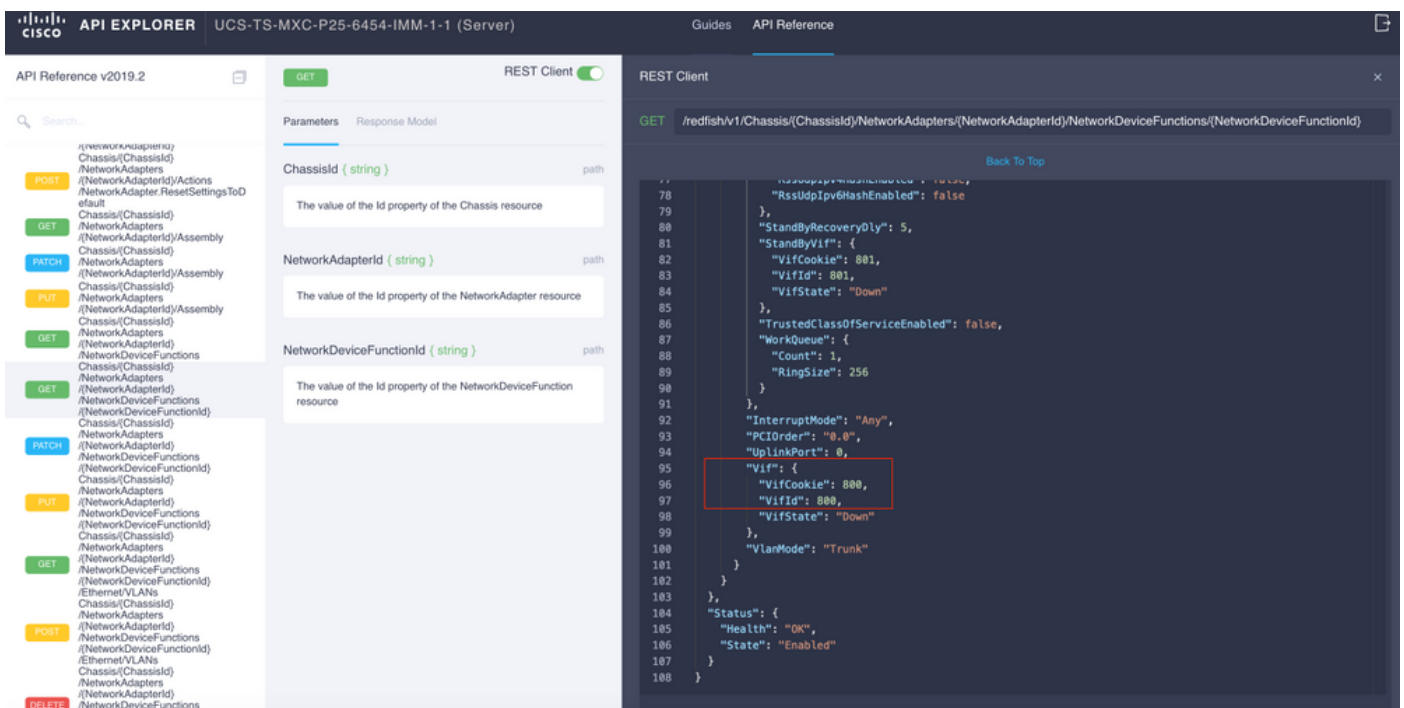 CISCO API EXPLORER UCS-TS-MXC-P25-6454-IMM-1-1 (Server) Guides API Reference
API Reference v2019.2
Search...
/{NetworkAdapterId}
Chassis/{ChassisId}
/NetworkAdapters
POST /{NetworkAdapterId}/Actions
/NetworkAdapter.ResetSettingsToD
efault
Chassis/{ChassisId}
GET /NetworkAdapters
/{NetworkAdapterId}/Assembly
Chassis/{ChassisId}
PATCH /NetworkAdapters
/{NetworkAdapterId}/Assembly
Chassis/{ChassisId}
PUT /NetworkAdapters
/{NetworkAdapterId}/Assembly
Chassis/{ChassisId}
/NetworkAdapters
GET /{NetworkAdapterId}
/NetworkDeviceFunctions
Chassis/{ChassisId}
/NetworkAdapters
GET /{NetworkAdapterId}
/NetworkDeviceFunctions
/{NetworkDeviceFunctionId}
Chassis/{ChassisId}
/NetworkAdapters
PATCH /{NetworkAdapterId}
/NetworkDeviceFunctions
/{NetworkDeviceFunctionId}
Chassis/{ChassisId}
/NetworkAdapters
PUT /{NetworkAdapterId}
/NetworkDeviceFunctions
/{NetworkDeviceFunctionId}
Chassis/{ChassisId}
/NetworkAdapters
GET /{NetworkAdapterId}
/NetworkDeviceFunctions
/{NetworkDeviceFunctionId}
/Ethernet/VLANs
Chassis/{ChassisId}
/NetworkAdapters
POST /{NetworkAdapterId}
/NetworkDeviceFunctions
/{NetworkDeviceFunctionId}
/Ethernet/VLANs
Chassis/{ChassisId}
/NetworkAdapters
/{NetworkAdapterId}
DELETE /NetworkDeviceFunctions
GET REST Client
Parameters Response Model
ChassisId { string } path
The value of the Id property of the Chassis resource
NetworkAdapterId { string } path
The value of the Id property of the NetworkAdapter resource
NetworkDeviceFunctionId { string } path
The value of the Id property of the NetworkDeviceFunction
resource
REST Client ×
GET /redfish/v1/Chassis/{ChassisId}/NetworkAdapters/{NetworkAdapterId}/NetworkDeviceFunctions/{NetworkDeviceFunctionId}
Back To Top
77 "RssUdpIpv4HashEnabled": false,
78 "RssUdpIpv6HashEnabled": false
79 },
80 "StandByRecoveryDly": 5,
81 "StandByVif": {
82 "VifCookie": 801,
83 "VifId": 801,
84 "VifState": "Down"
85 },
86 "TrustedClassOfServiceEnabled": false,
87 "WorkQueue": {
88 "Count": 1,
89 "RingSize": 256
90 }
91 },
92 "InterruptMode": "Any",
93 "PCIOrder": "0.0",
94 "UplinkPort": 0,
95 "Vif": {
96 "VifCookie": 800,
97 "VifId": 800,
98 "VifState": "Down"
99 },
100 "VlanMode": "Trunk"
101 }
102 }
103 },
104 "Status": {
105 "Health": "OK",
106 "State": "Enabled"
107 }
108 }